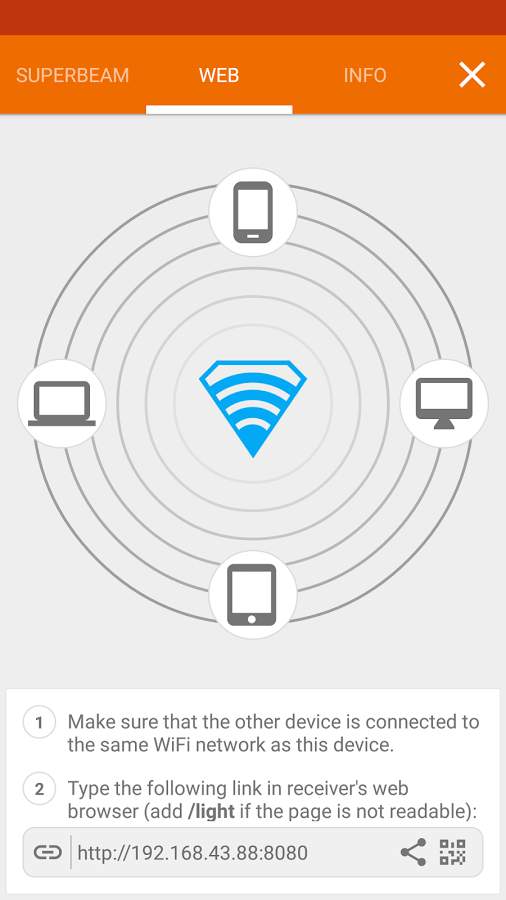 SUPERBEAM WEB INFO
1 Make sure that the other device is connected to
the same WiFi network as this device.
2 Type the following link in receiver's web
browser (add /light if the page is not readable):
http://192.168.43.88:8080